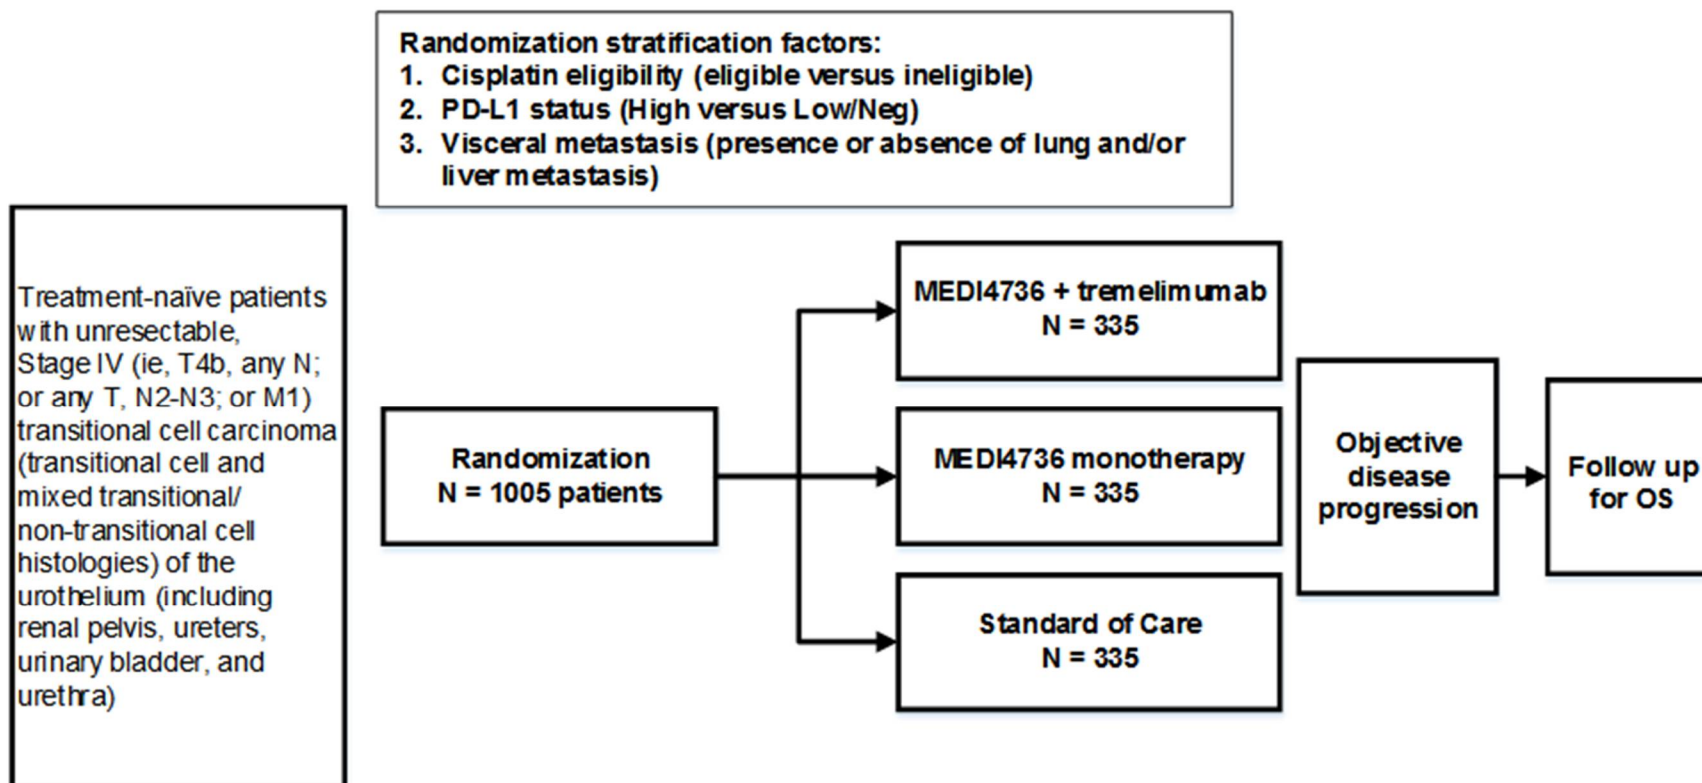 Randomization stratification factors:
1. Cisplatin eligibility (eligible versus ineligible)
2. PD-L1 status (High versus Low/Neg)
3. Visceral metastasis (presence or absence of lung and/or
liver metastasis)
Treatment-naïve patients
with unresectable,
Stage IV (ie, T4b, any N;
or any T, N2-N3; or M1)
transitional cell carcinoma
(transitional cell and
mixed transitional/
non-transitional cell
histologies) of the
urothelium (including
renal pelvis, ureters,
urinary bladder, and
urethra)
Randomization
N = 1005 patients
MEDI4736 + tremelimumab
N = 335
MEDI4736 monotherapy
N = 335
Standard of Care
N = 335
Objective
disease
progression
Follow up
for OS